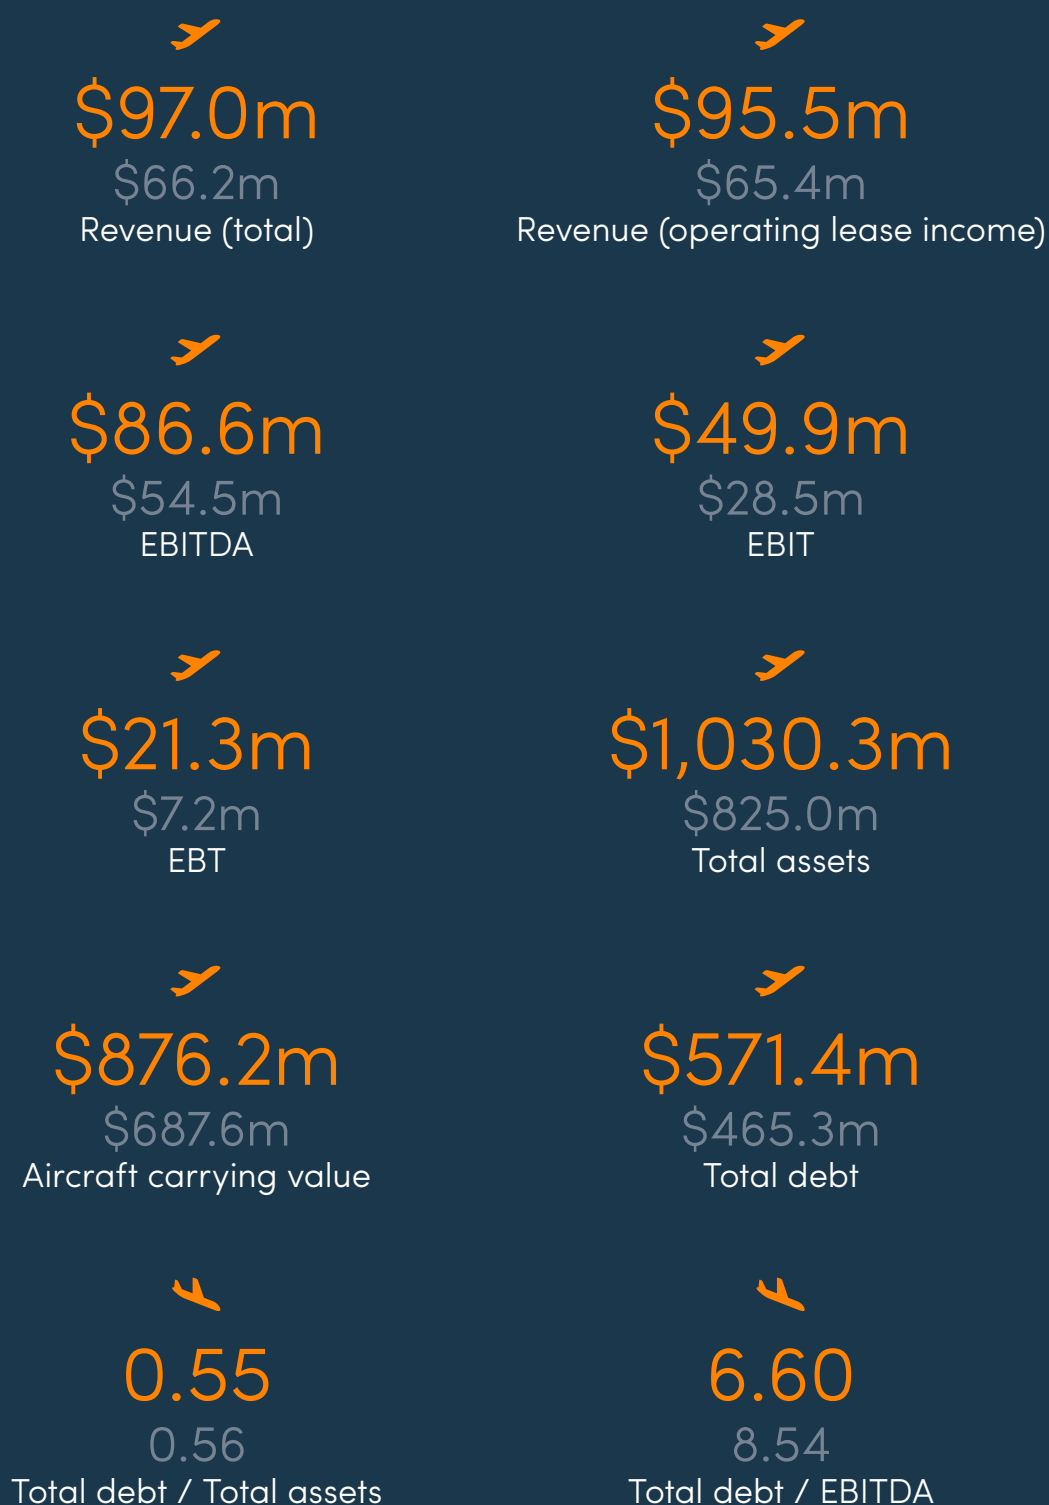 $97.0m
$66.2m
Revenue (total)
$95.5m
$65.4m
Revenue (operating lease income)
$86.6m
$54.5m
EBITDA
$49.9m
$28.5m
EBIT
$21.3m
$7.2m
EBT
$1,030.3m
$825.0m
Total assets
$876.2m
$687.6m
Aircraft carrying value
$571.4m
$465.3m
Total debt
0.55
0.56
Total debt / Total assets
6.60
8.54
Total debt / EBITDA